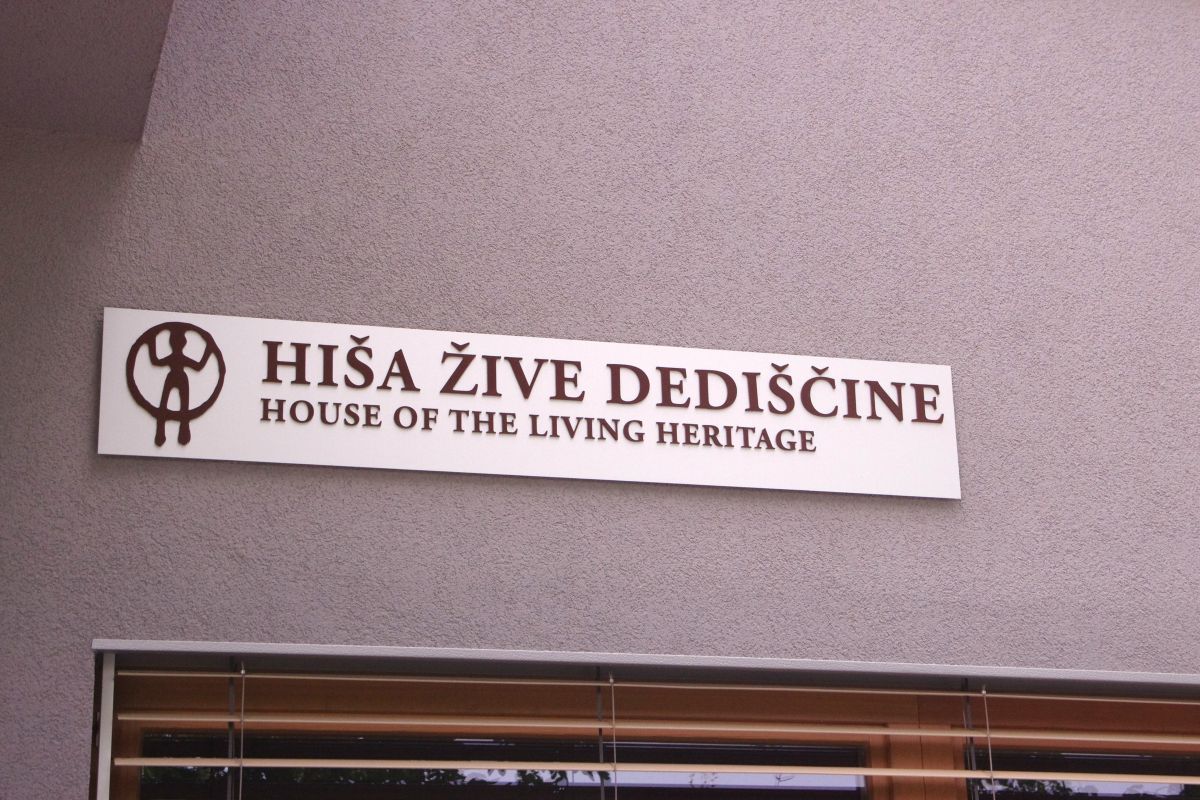 HIŠA ŽIVE DEDIŠČINE
HOUSE OF THE LIVING HERITAGE